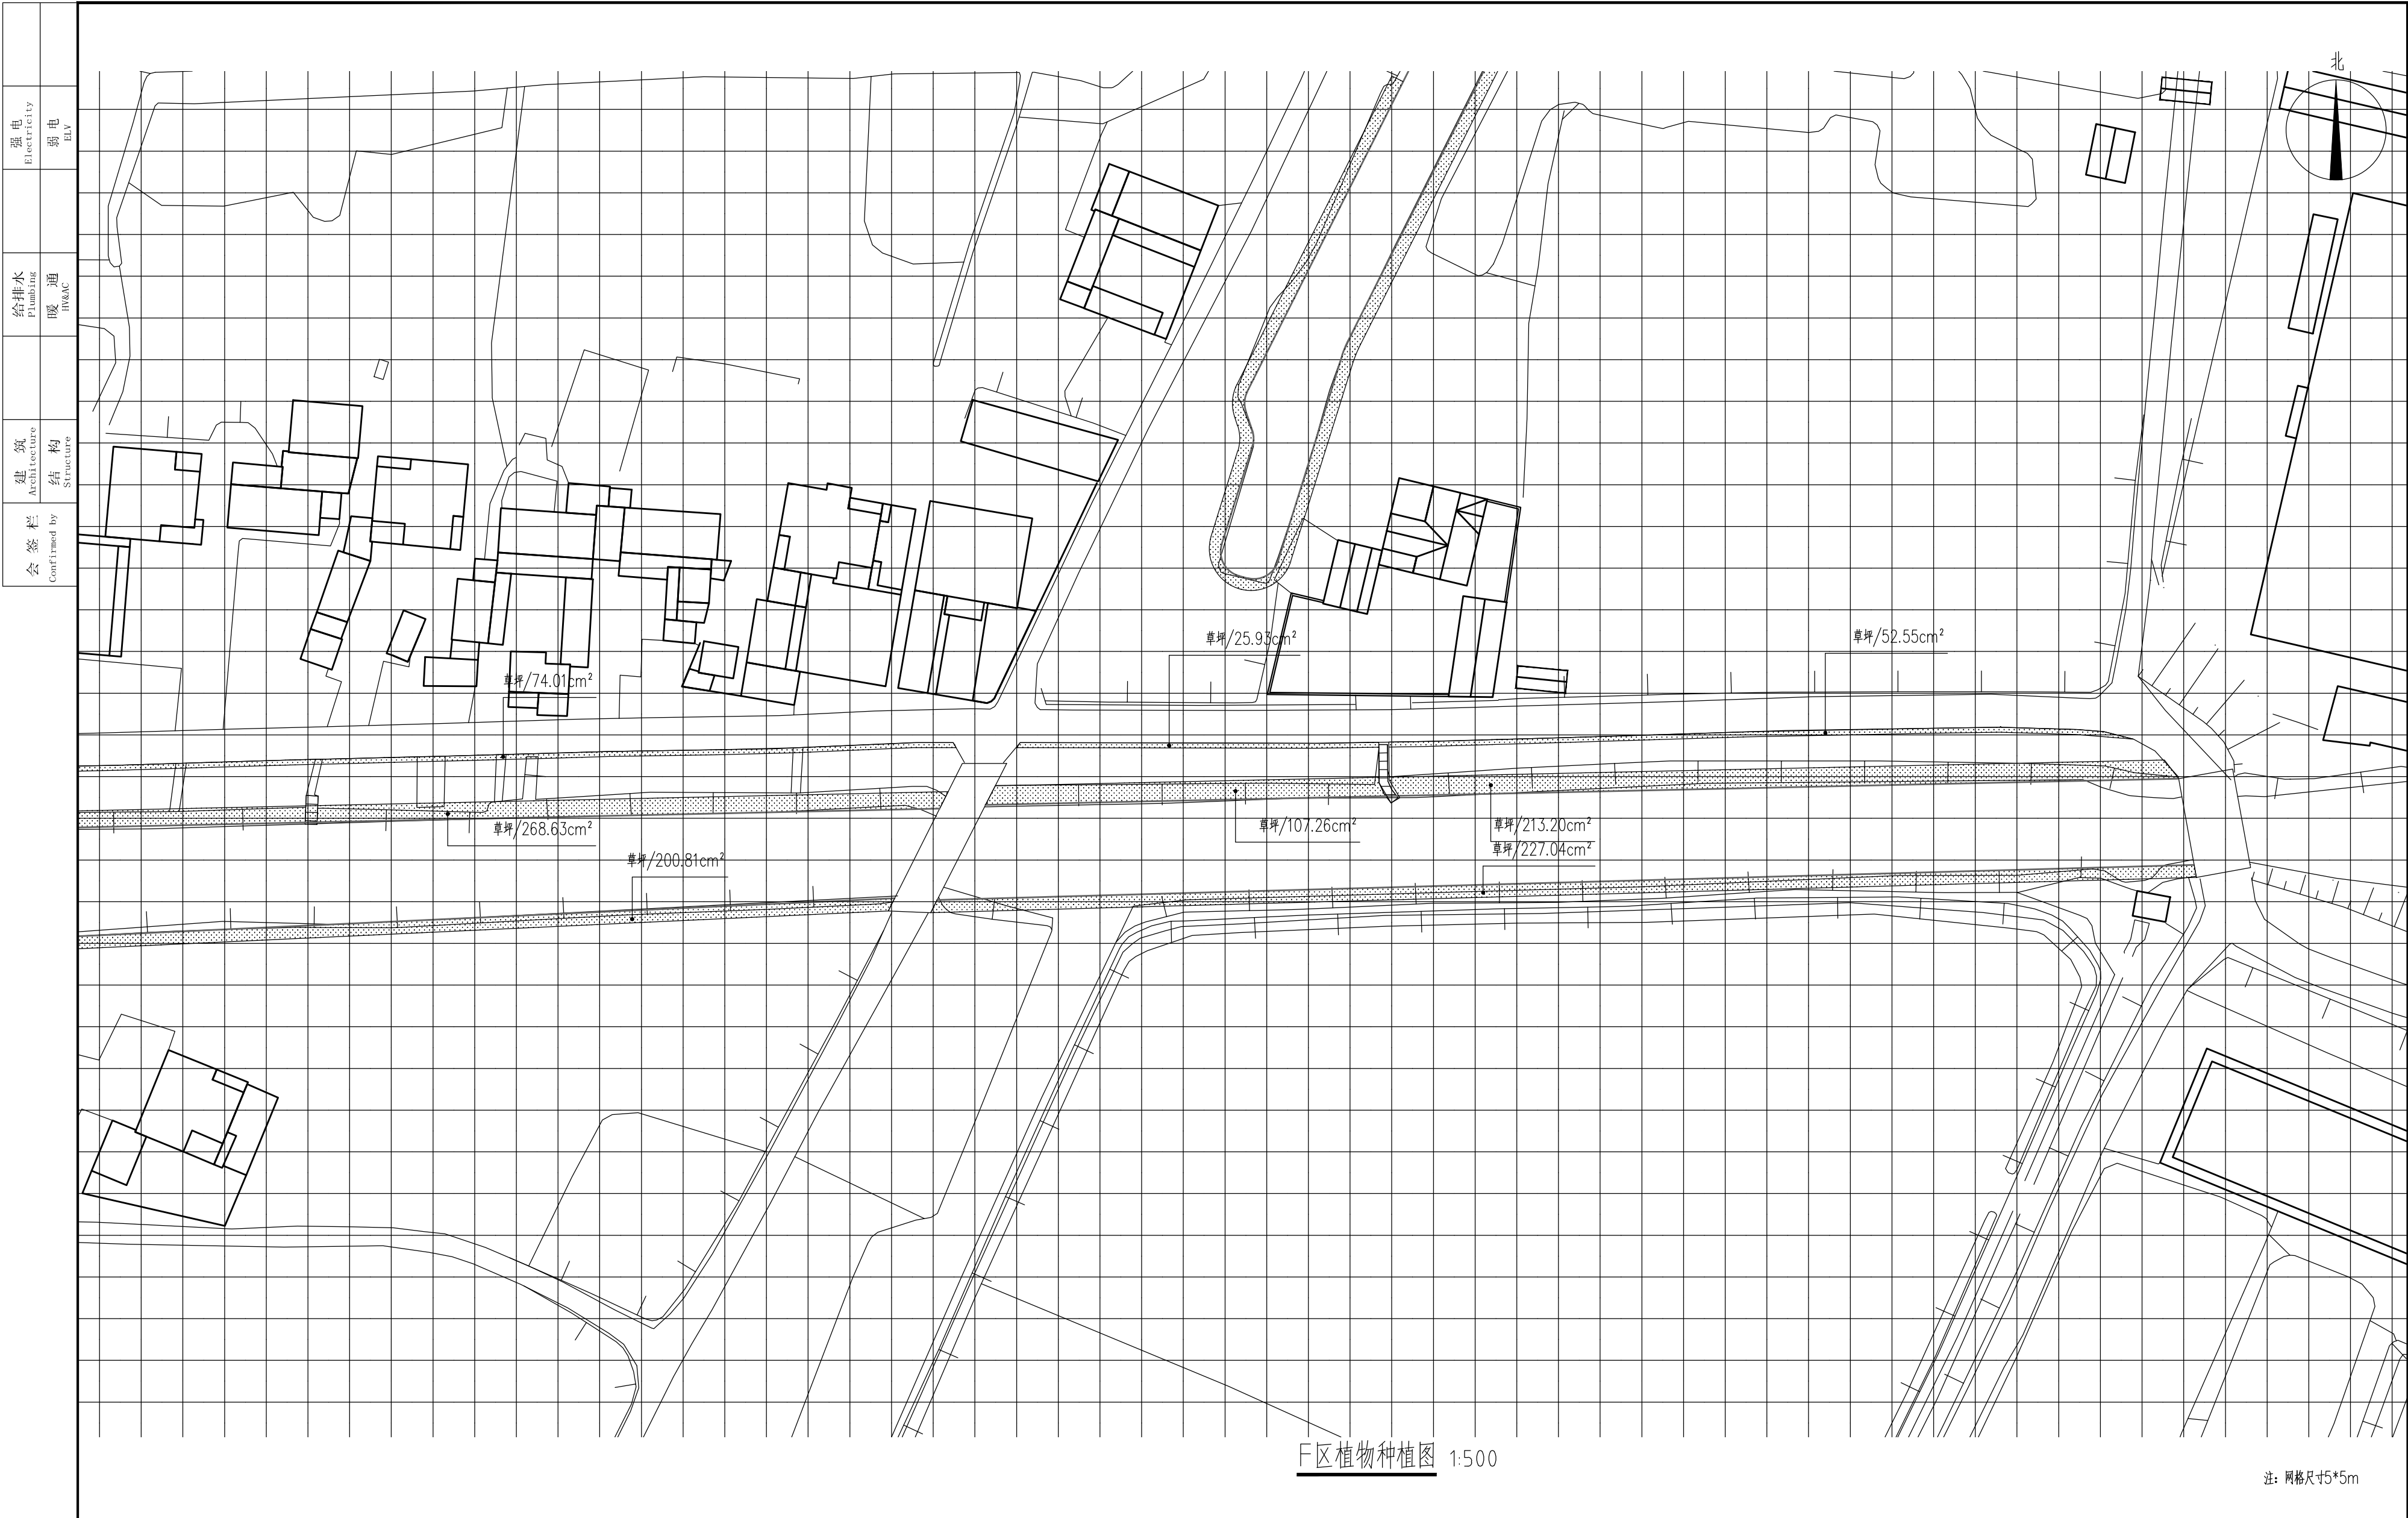 北
强 电
Electricity
弱 电
ELV
给排水
Plumbing
暖 通
HV&AC
建 筑
Architecture
结 构
Structure
会 签 栏
Confirmed by
草坪/25.93cm²
草坪/52.55cm²
草坪/74.01cm²
草坪/268.63cm²
草坪/107.26cm²
草坪/213.20cm²
草坪/227.04cm²
草坪/200.81cm²
F区植物种植图 1:500
注: 网格尺寸5*5m